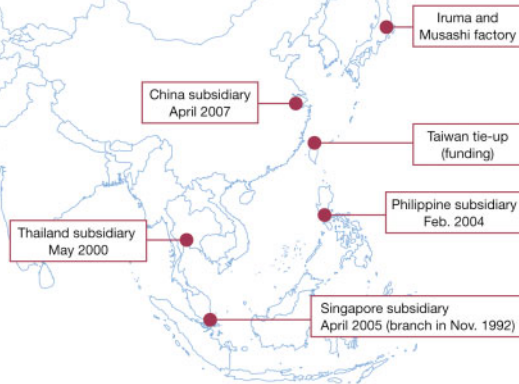 Iruma and
Musashi factory
China subsidiary
April 2007
Taiwan tie-up
(funding)
Philippine subsidiary
Feb. 2004
Thailand subsidiary
May 2000
Singapore subsidiary
April 2005 (branch in Nov. 1992)